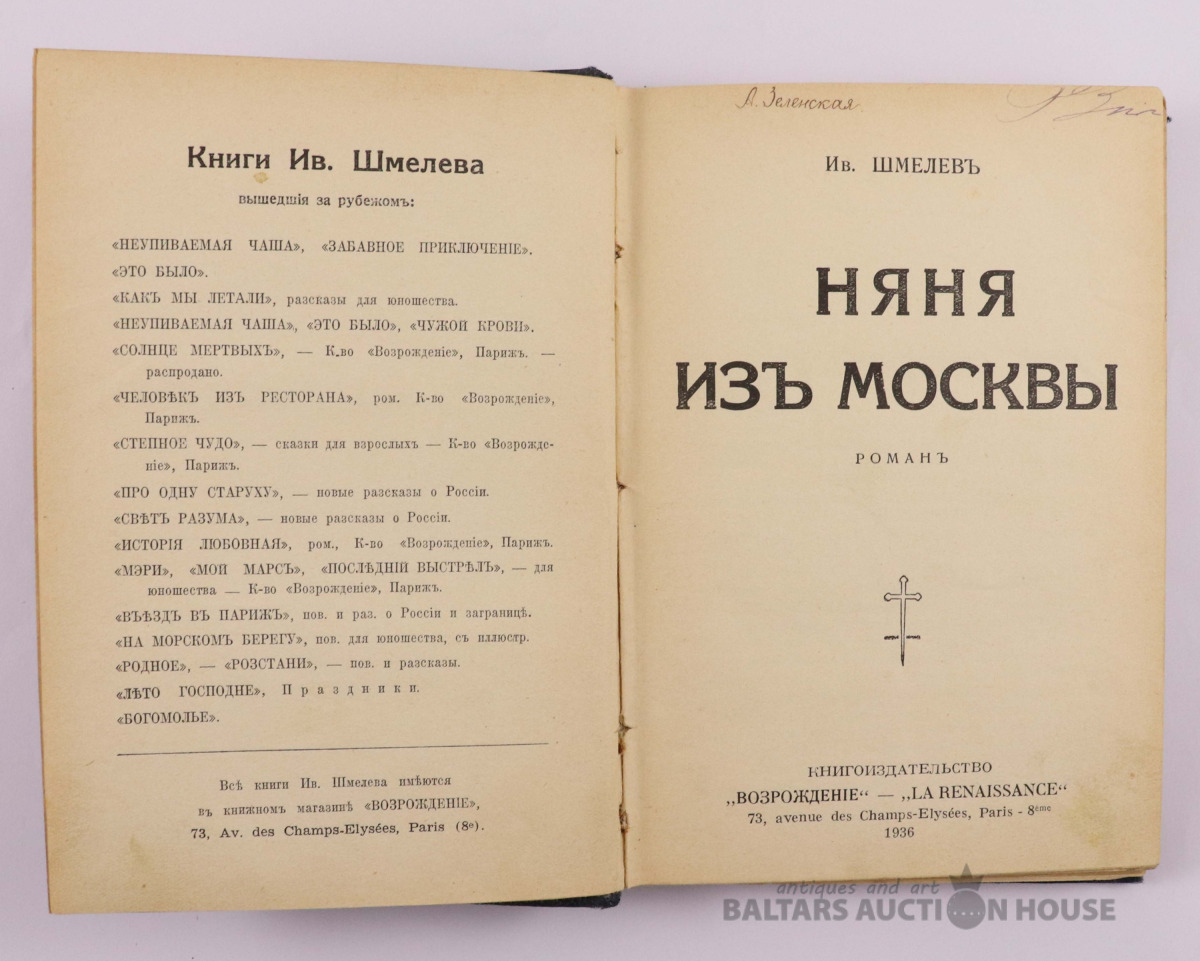 Книги Ив. Шмелева
вышедшія за рубежомъ:
«НЕУПИВАЕМАЯ ЧАША», «ЗАБАВНОЕ ПРИКЛЮЧЕНІЕ».
«ЭТО БЫЛО».
«КАКЪ МЫ ЛЕТАЛИ», разсказы для юношества.
«НЕУПИВАЕМАЯ ЧАША», «ЭТО БЫЛО», «ЧУЖОЙ КРОВИ».
«СОЛНЦЕ МЕРТВЫХЪ», — К.во «Возрожденіе», Парижъ. —
распродано.
«ЧЕЛОВѢКЪ ИЗЪ РЕСТОРАНА», ром. К-во «Возрожденіе»,
Парижъ.
«СТЕПНОЕ ЧУДО», — сказки для взрослыхъ — К-во «Возрожде-
ніе», Парижъ.
«ПРО ОДНУ СТАРУХУ», — новые разсказы о Россіи.
«СВѢТЪ РАЗУМА», — новые разсказы о Россіи.
«ИСТОРІЯ ЛЮБОВНАЯ», ром., К-во «Возрожденіе», Парижъ.
«МЭРИ», «МОЙ МАРСЪ», «ПОСЛѢДНІЙ ВЫСТРѢЛЪ», — для
юношества — К-во «Возрожденіе», Парижъ.
«ВЪѢЗДЪ ВЪ ПАРИЖЪ», пов. и раз. о Россіи и заграницѣ.
«НА МОРСКОМЪ БЕРЕГУ», пов. для юношества, съ иллюстр.
«РОДНОЕ», — «РОЗСТАНИ», — пов. и разсказы.
«ЛѢТО ГОСПОДНЕ», Праздники.
«БОГОМОЛЬЕ».
Всѣ книги Ив. Шмелева имѣются
въ книжномъ магазинѣ «ВОЗРОЖДЕНІЕ»,
73, Av. des Champs-Elysées, Paris (8e).
А. Зеленская.
Ив. ШМЕЛЕВЪ
НЯНЯ
ИЗЪ МОСКВЫ
РОМАНЪ
КНИГОИЗДАТЕЛЬСТВО
„ВОЗРОЖДЕНІЕ“ — „LA RENAISSANCE“
73, avenue des Champs-Elysées, Paris - 8eme
1936
antiques and art
BALTARS AUCTION HOUSE